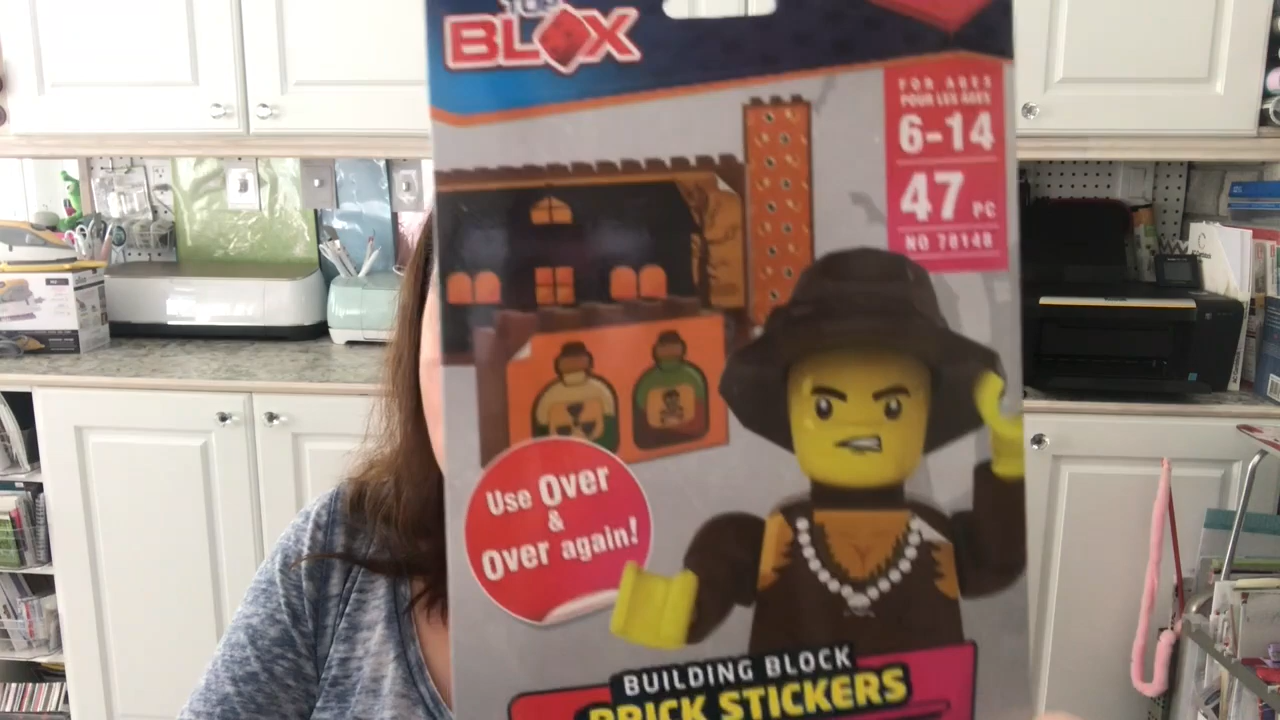 TOP
BLOX
FOR AGES
POUR LES ÂGES
6-14
47 PC
NO 78148
Use Over
&
Over again!
BUILDING BLOCK
BRICK STICKERS